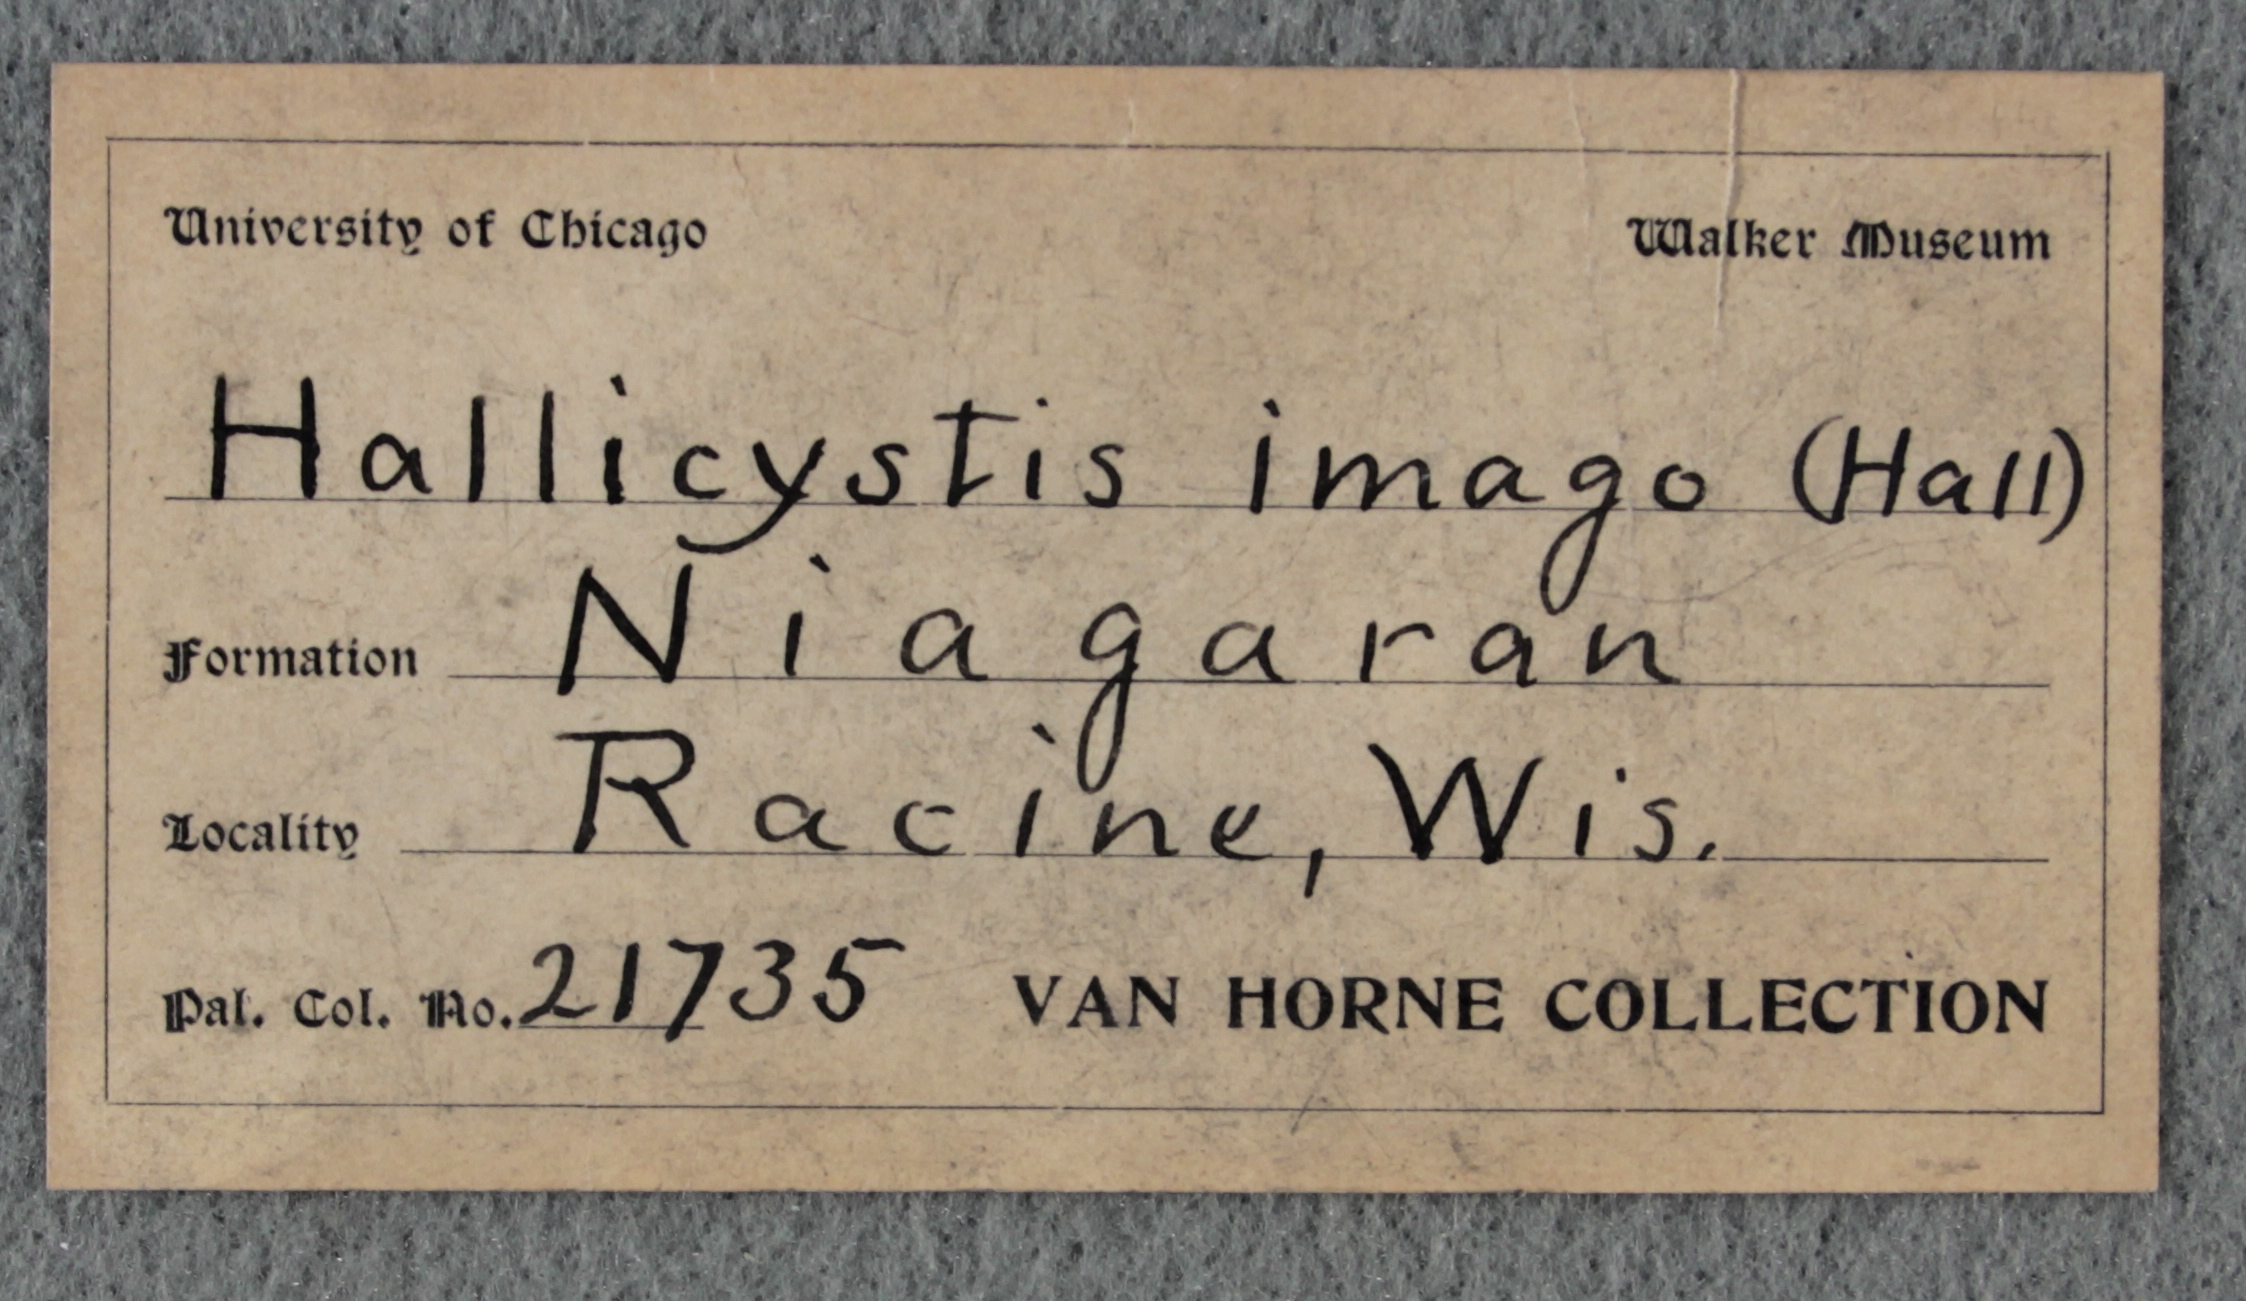 University of Chicago Walker Museum
Hallicystis imago (Hall)
Formation Niagaran
Locality Racine, Wis.
Pal. Col. No. 21735 VAN HORNE COLLECTION